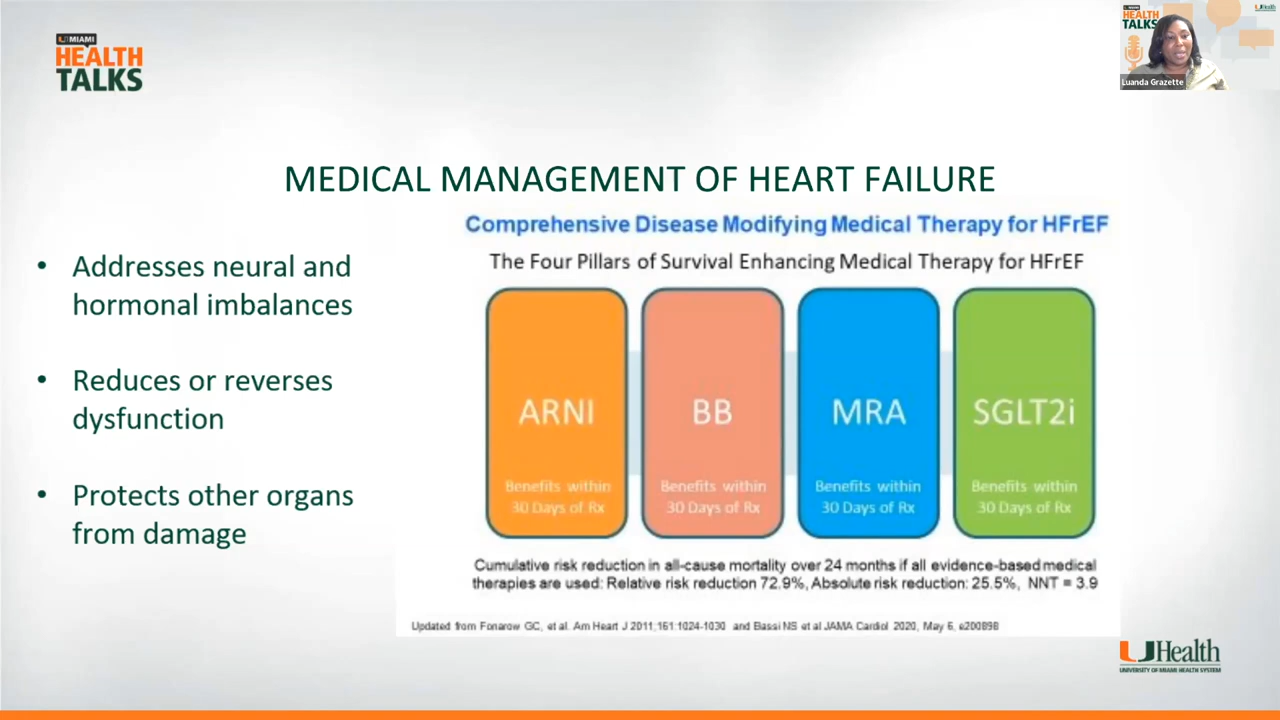 U MIAMI
HEALTH
TALKS
HEALTH
TALKS
UHealth
Luanda Grazette
MEDICAL MANAGEMENT OF HEART FAILURE
• Addresses neural and
hormonal imbalances
• Reduces or reverses
dysfunction
• Protects other organs
from damage
Comprehensive Disease Modifying Medical Therapy for HFrEF
The Four Pillars of Survival Enhancing Medical Therapy for HFrEF
ARNI
Benefits within
30 Days of Rx
BB
Benefits within
30 Days of Rx
MRA
Benefits within
30 Days of Rx
SGLT2i
Benefits within
30 Days of Rx
Cumulative risk reduction in all-cause mortality over 24 months if all evidence-based medical
therapies are used: Relative risk reduction 72.9%, Absolute risk reduction: 25.5%, NNT = 3.9
Updated from Fonarow GC, et al. Am Heart J 2011;161:1024-1030 and Bassi NS et al JAMA Cardiol 2020, May 6, e200898
UHealth
UNIVERSITY OF MIAMI HEALTH SYSTEM